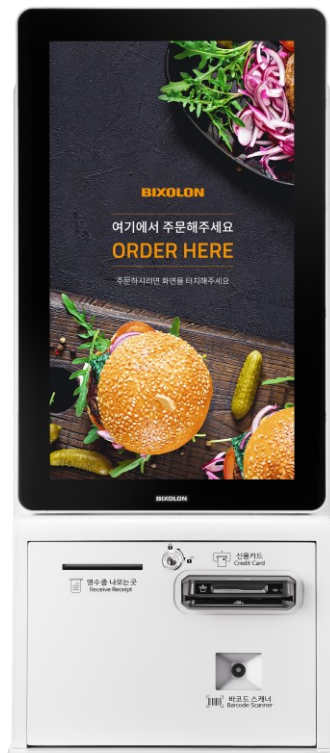 BIXOLON
여기에서 주문해주세요
ORDER HERE
주문하시려면 화면을 터치해주세요
BIXOLON
영수증 나오는곳
Receive Receipt
신용카드
Credit Card
바코드 스캐너
Barcode Scanner